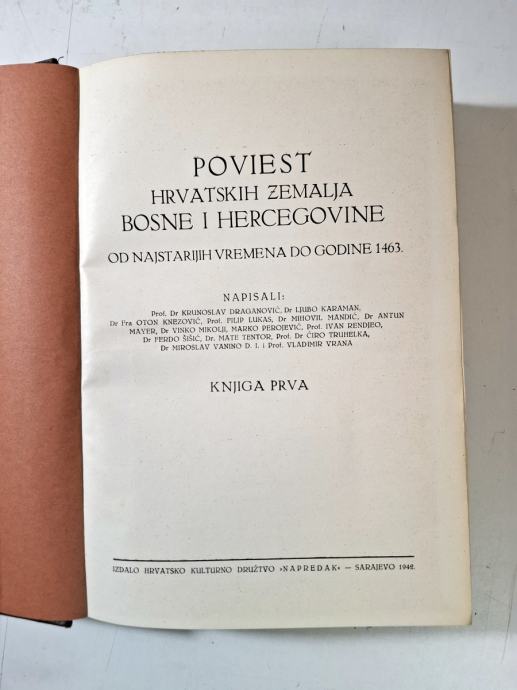 POVIEST
HRVATSKIH ZEMALJA
BOSNE I HERCEGOVINE
OD NAJSTARIJIH VREMENA DO GODINE 1463.
NAPISALI:
Prof. Dr KRUNOSLAV DRAGANOVIĆ, Dr LJUBO KARAMAN,
Dr Fra OTON KNEZOVIĆ, Prof. FILIP LUKAS, Dr MIHOVIL MANDIĆ, Dr ANTUN
MAYER, Dr VINKO MIKOLJI, MARKO PEROJEVIĆ, Prof. IVAN RENDJEO,
Dr FERDO ŠIŠIĆ, Dr. MATE TENTOR, Prof Dr ĆIRO TRUHELKA,
Dr MIROSLAV VANINO D. I. i Prof. VLADIMIR VRANA
KNJIGA PRVA
IZDALO HRVATSKO KULTURNO DRUŽTVO »NAPREDAK« — SARAJEVO 1942.